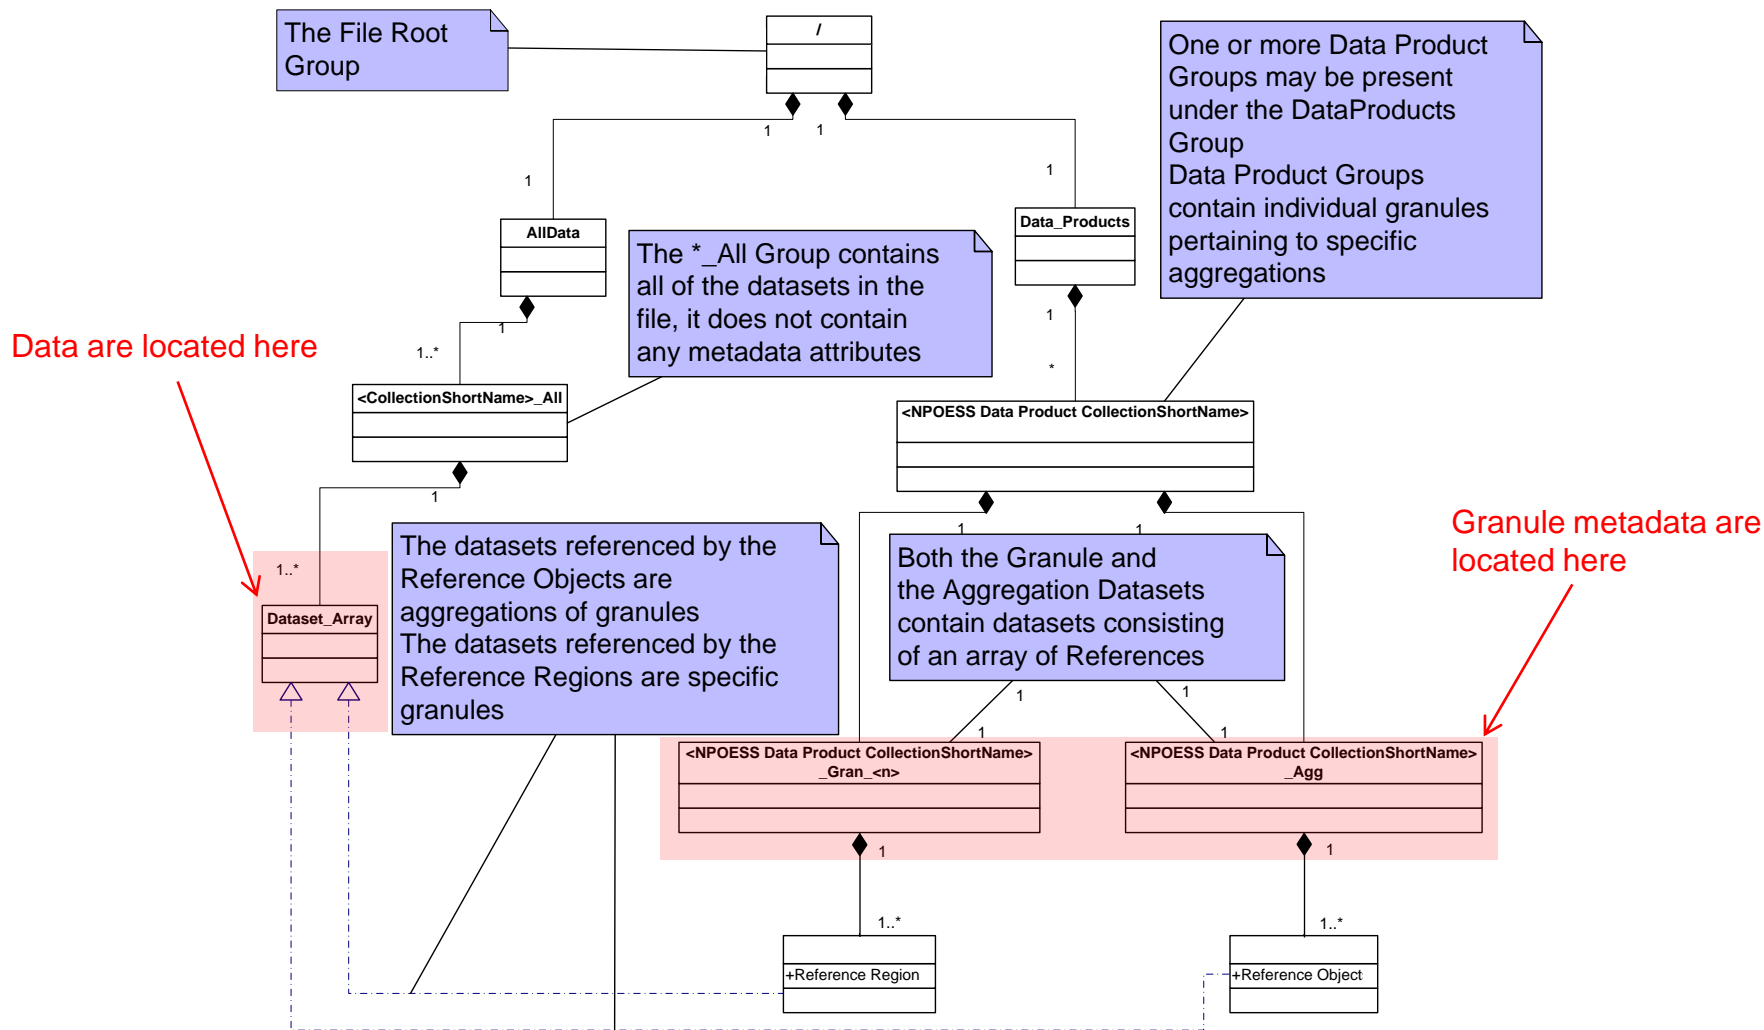 The File Root
Group
/
One or more Data Product
Groups may be present
under the DataProducts
Group
Data Product Groups
contain individual granules
pertaining to specific
aggregations
1
1
1
1
AllData
Data_Products
The *_All Group contains
all of the datasets in the
file, it does not contain
any metadata attributes
1
1
Data are located here
1..*
*
<CollectionShortName>_All
<NPOESS Data Product CollectionShortName>
1
1
1
Granule metadata are
located here
The datasets referenced by the
Reference Objects are
aggregations of granules
The datasets referenced by the
Reference Regions are specific
granules
Both the Granule and
the Aggregation Datasets
contain datasets consisting
of an array of References
1..*
Dataset_Array
1
1
1
1
<NPOESS Data Product CollectionShortName>
_Gran_<n>
<NPOESS Data Product CollectionShortName>
_Agg
1
1
1..*
1..*
+Reference Region
+Reference Object